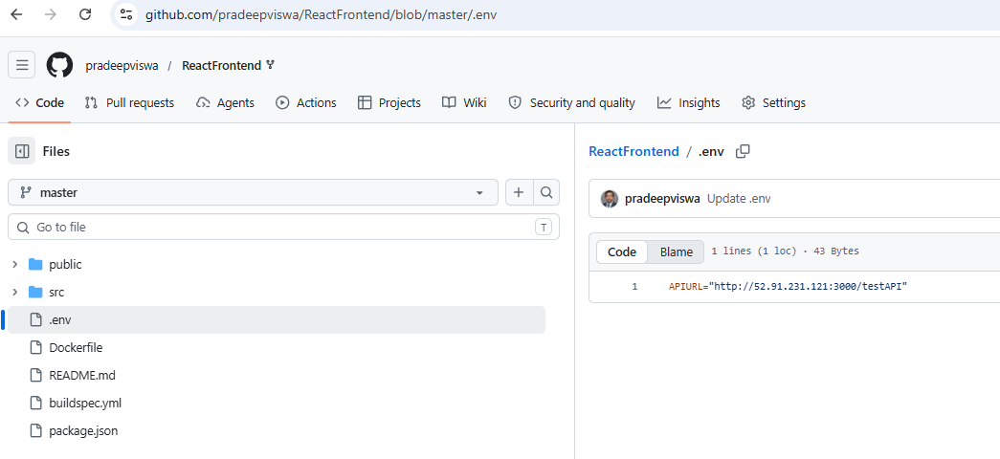 github.com/pradeepviswa/ReactFrontend/blob/master/.env
pradeepviswa / ReactFrontend
Code Pull requests Agents Actions Projects Wiki Security and quality Insights Settings
Files
master
Go to file T
public
src
.env
Dockerfile
README.md
buildspec.yml
package.json
ReactFrontend / .env
pradeepviswa Update .env
Code Blame 1 lines (1 loc) · 43 Bytes
1 APIURL="http://52.91.231.121:3000/testAPI"